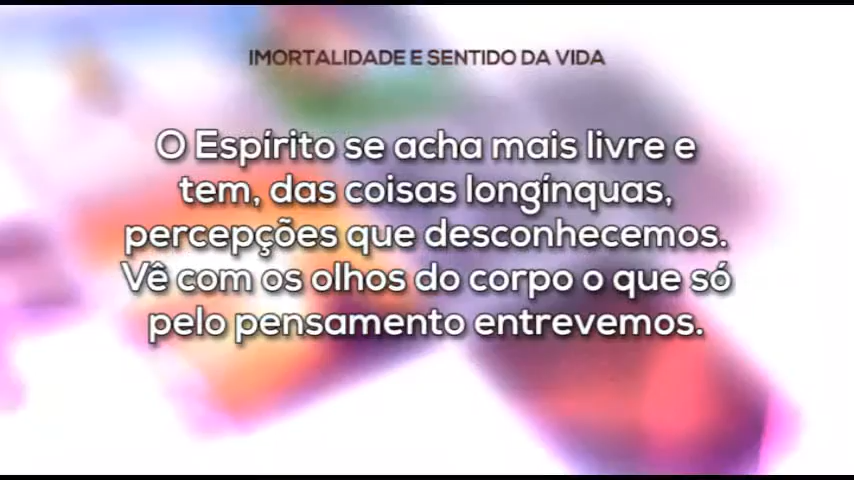 IMORTALIDADE E SENTIDO DA VIDA
O Espírito se acha mais livre e
tem, das coisas longínquas,
percepções que desconhecemos.
Vê com os olhos do corpo o que só
pelo pensamento entrevemos.